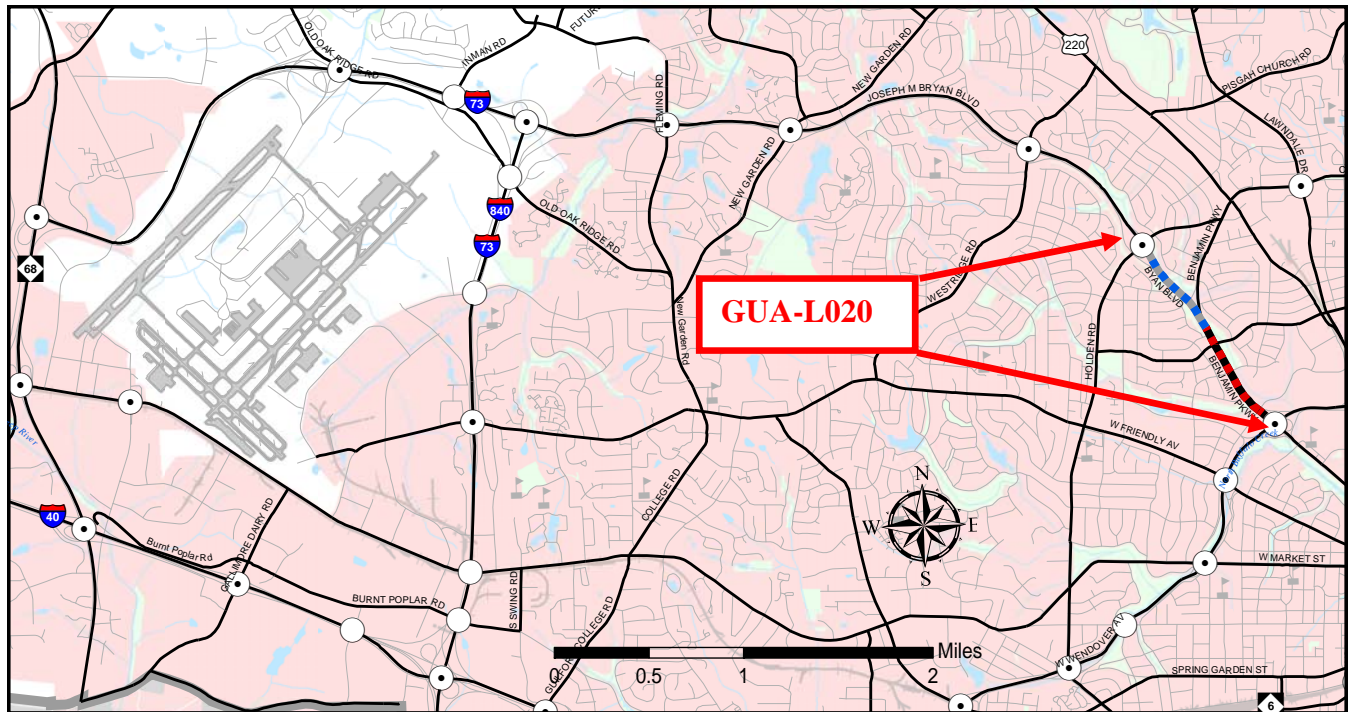 OLD OAK RIDGE RD
INMAN RD
73
FLEMING RD
NEW GARDEN RD
JOSEPH M BRYAN BLVD
220
PISGAH CHURCH RD
LAWNDALE DR
NEW GARDEN RD
840
73
OLD OAK RIDGE RD
68
New Garden Rd
GUA-L020
WESTRIDGE RD
BENJAMIN PKWY
BYAN BLVD
HOLDEN RD
BENJAMIN PKWY
W FRIENDLY AV
River
40
Burnt Poplar Rd
GALLIMORE DAIRY RD
BURNT POPLAR RD
S SWING RD
COLLEGE RD
GUILFORD COLLEGE RD
N
W
E
S
W MARKET ST
W WENDOVER AV
SPRING GARDEN ST
6
0
0.5
1
2
Miles